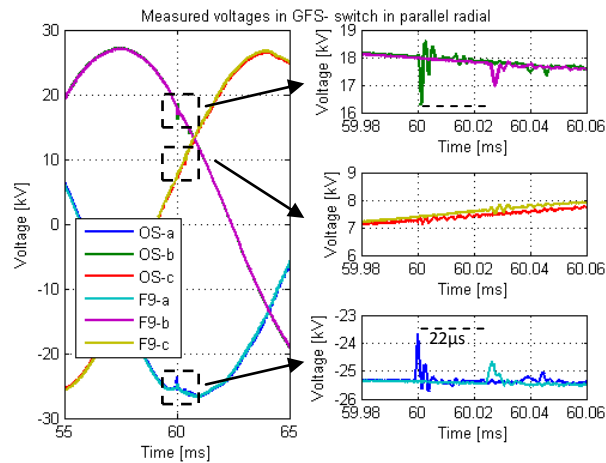 Measured voltages in GFS- switch in parallel radial
Voltage [kV]
30
20
10
0
-10
-20
-30
55
60
65
Time [ms]
OS-a
OS-b
OS-c
F9-a
F9-b
F9-c
Voltage [kV]
19
18
17
16
59.98
60
60.02
60.04
60.06
Time [ms]
Voltage [kV]
9
8
7
6
59.98
60
60.02
60.04
60.06
Time [ms]
Voltage [kV]
-23
-24
-25
-26
22µs
59.98
60
60.02
60.04
60.06
Time [ms]